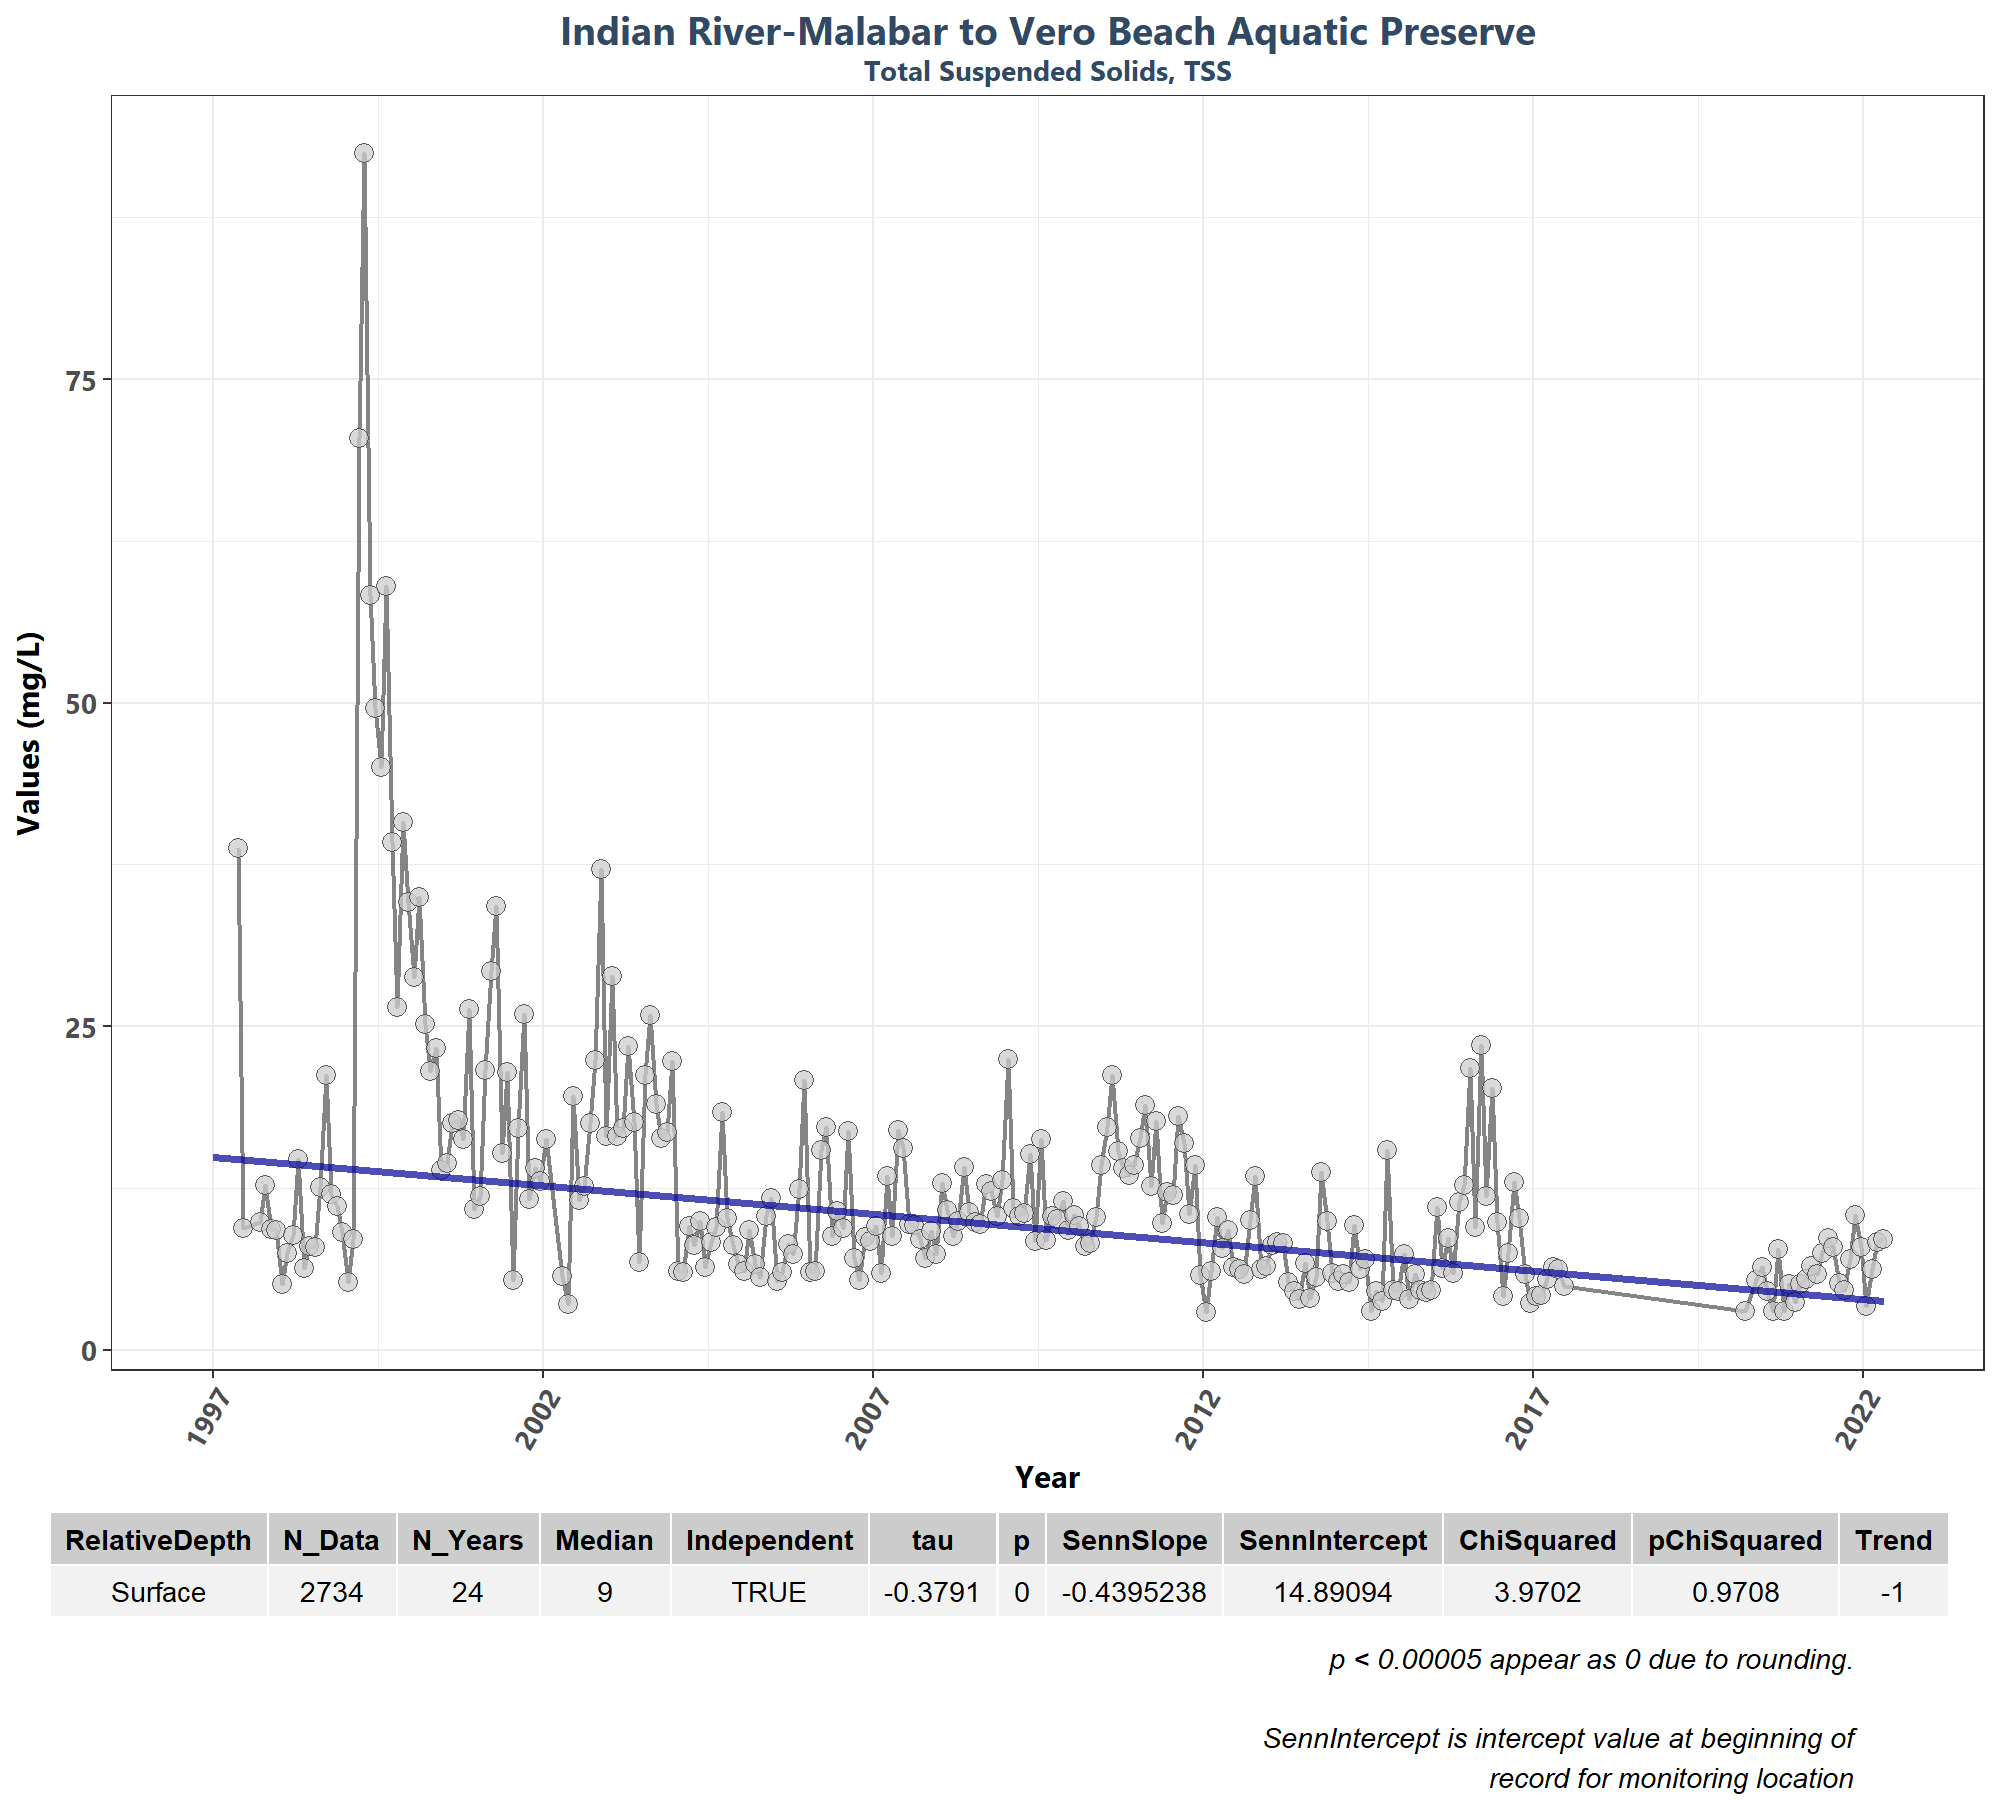 Indian River-Malabar to Vero Beach Aquatic Preserve
Total Suspended Solids, TSS
Values (mg/L)
75
50
25
0
1997
2002
2007
2012
2017
2022
Year
RelativeDepth N_Data N_Years Median Independent tau p SennSlope SennIntercept ChiSquared pChiSquared Trend
Surface 2734 24 9 TRUE -0.3791 0 -0.4395238 14.89094 3.9702 0.9708 -1
p < 0.00005 appear as 0 due to rounding.
SennIntercept is intercept value at beginning of
record for monitoring location